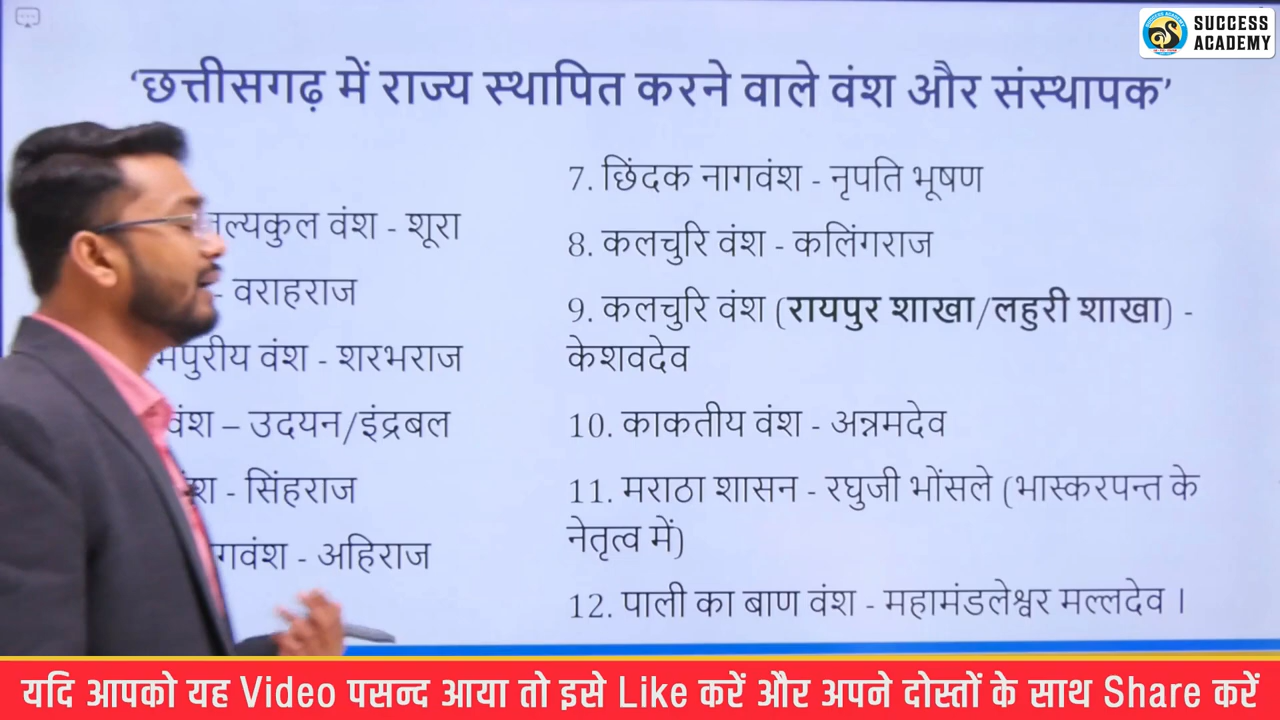 SUCCESS
ACADEMY
‘छत्तीसगढ़ में राज्य स्थापित करने वाले वंश और संस्थापक’
वंश - शूरा
- वराहराज
वंश - शरभराज
वंश – उदयन/इंद्रबल
- सिंहराज
- अहिराज
7. छिंदक नागवंश - नृपति भूषण
8. कलचुरि वंश - कलिंगराज
9. कलचुरि वंश (रायपुर शाखा/लहुरी शाखा) -
केशवदेव
10. काकतीय वंश - अन्नमदेव
11. मराठा शासन - रघुजी भोंसले (भास्करपन्त के
नेतृत्व में)
12. पाली का बाण वंश - महामंडलेश्वर मल्लदेव ।
यदि आपको यह Video पसन्द आया तो इसे Like करें और अपने दोस्तों के साथ Share करें